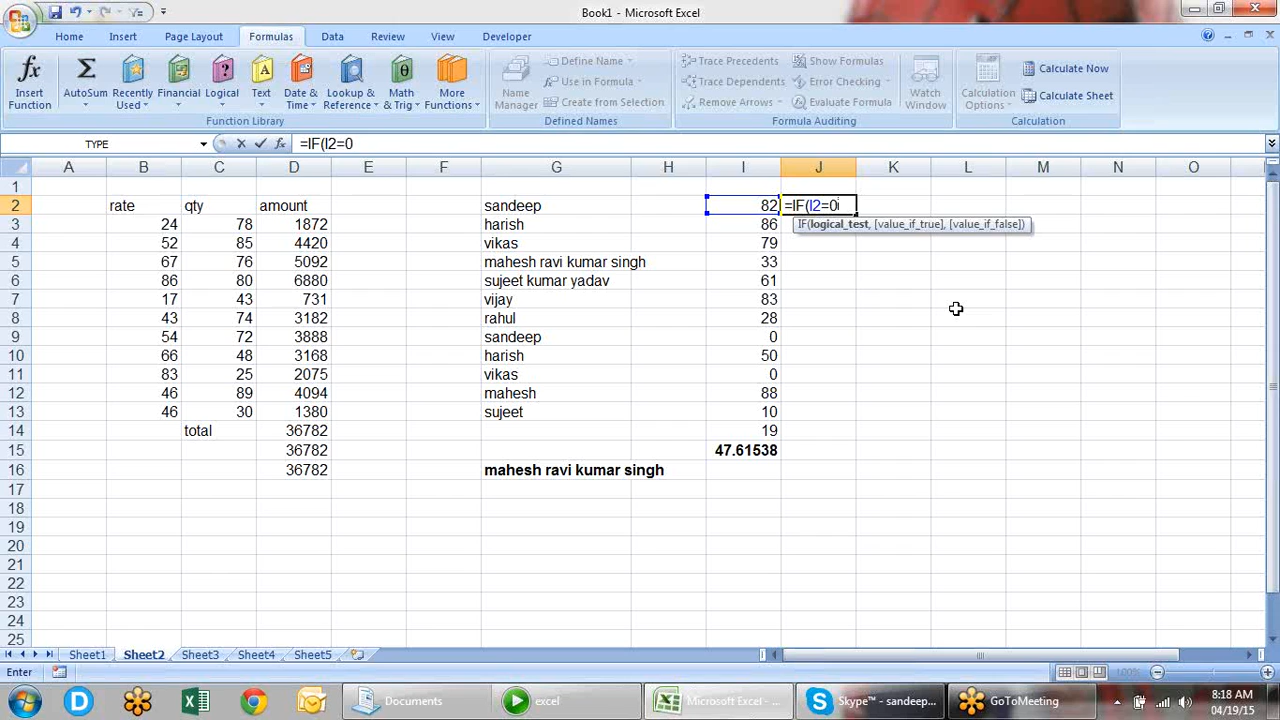 Book1 - Microsoft Excel
Home Insert Page Layout Formulas Data Review View Developer
fx Insert Function
Σ AutoSum
Recently Used
Financial
Logical
Text
Date & Time
Lookup & Reference
Math & Trig
More Functions
Function Library
Name Manager
Define Name
Use in Formula
Create from Selection
Defined Names
Trace Precedents
Trace Dependents
Remove Arrows
Show Formulas
Error Checking
Evaluate Formula
Formula Auditing
Watch Window
Calculation Options
Calculate Now
Calculate Sheet
Calculation
TYPE fx =IF(I2=0
A B C D E F G H I J K L M N O
1
2 rate qty amount sandeep 82 =IF(I2=0i
IF(logical_test, [value_if_true], [value_if_false])
3 24 78 1872 harish 86
4 52 85 4420 vikas 79
5 67 76 5092 mahesh ravi kumar singh 33
6 86 80 6880 sujeet kumar yadav 61
7 17 43 731 vijay 83
8 43 74 3182 rahul 28
9 54 72 3888 sandeep 0
10 66 48 3168 harish 50
11 83 25 2075 vikas 0
12 46 89 4094 mahesh 88
13 46 30 1380 sujeet 10
14 total 36782 19
15 36782 47.61538
16 36782 mahesh ravi kumar singh
17
18
19
20
21
22
23
24
25
Sheet1 Sheet2 Sheet3 Sheet4 Sheet5
Enter 100%
Documents excel Microsoft Excel - ... Skype™ - sandeep... GoToMeeting
8:18 AM
04/19/15